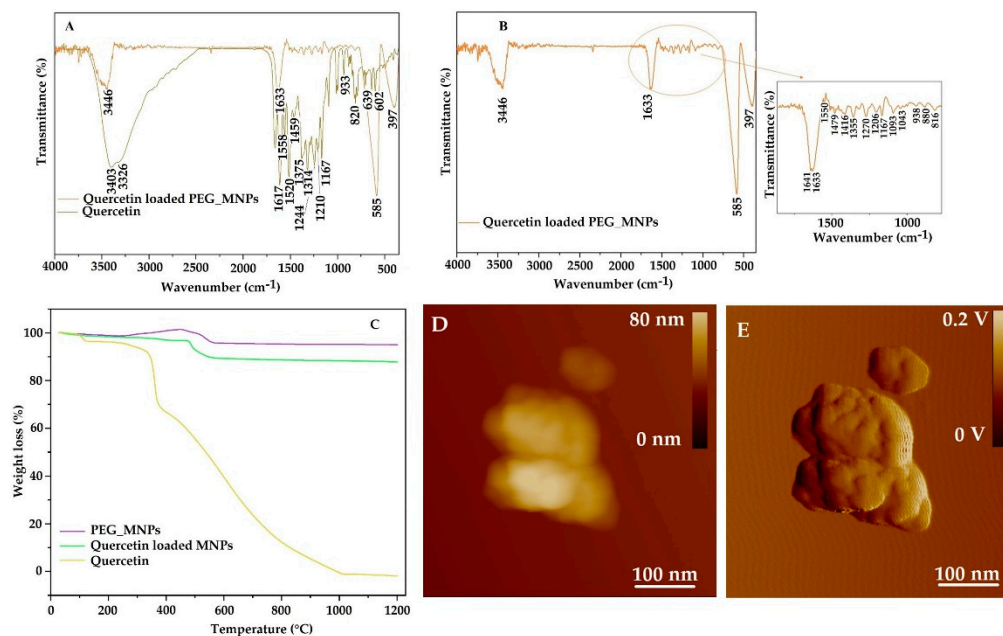 A
Transmittance (%)
3446
3403
3326
1633
1617
1558
1520
1459
1375
1314
1244
1210
1167
933
820
639
602
585
397
Quercetin loaded PEG_MNPs
Quercetin
4000 3500 3000 2500 2000 1500 1000 500
Wavenumber (cm-1)
B
Transmittance (%)
3446
1633
585
397
Quercetin loaded PEG_MNPs
4000 3500 3000 2500 2000 1500 1000 500
Wavenumber (cm-1)
Transmittance (%)
1641
1633
1550
1479
1416
1355
1270
1206
1167
1093
1043
938
880
816
1500 1000
Wavenumber (cm-1)
C
Weight loss (%)
100
80
60
40
20
0
PEG_MNPs
Quercetin loaded MNPs
Quercetin
0 200 400 600 800 1000 1200
Temperature (°C)
D
80 nm
0 nm
100 nm
E
0.2 V
0 V
100 nm